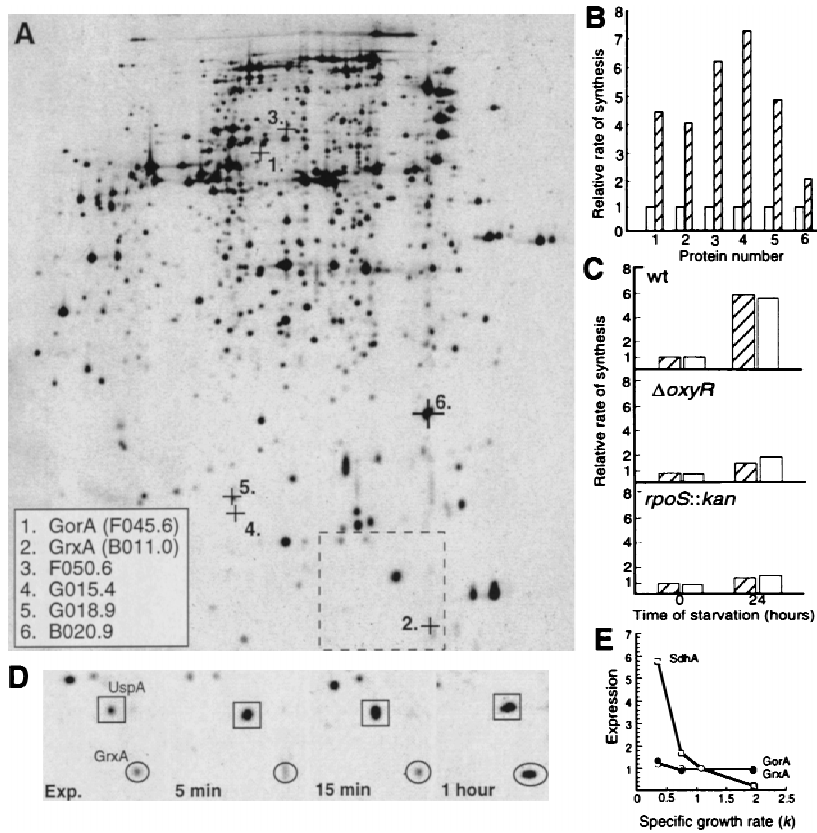 A
3.
1.
6.
5.
4.
2.
1. GorA (F045.6)
2. GrxA (B011.0)
3. F050.6
4. G015.4
5. G018.9
6. B020.9
B
Relative rate of synthesis
8
7
6
5
4
3
2
1
0
1 2 3 4 5 6
Protein number
C
Relative rate of synthesis
wt
8
6
4
2
1
ΔoxyR
8
6
4
2
1
rpoS::kan
8
6
4
2
1
0 24
Time of starvation (hours)
D
UspA
GrxA
Exp. 5 min 15 min 1 hour
E
Expression
7
6
5
4
3
2
1
SdhA
GorA
GrxA
0 0.5 1 1.5 2 2.5
Specific growth rate (k)